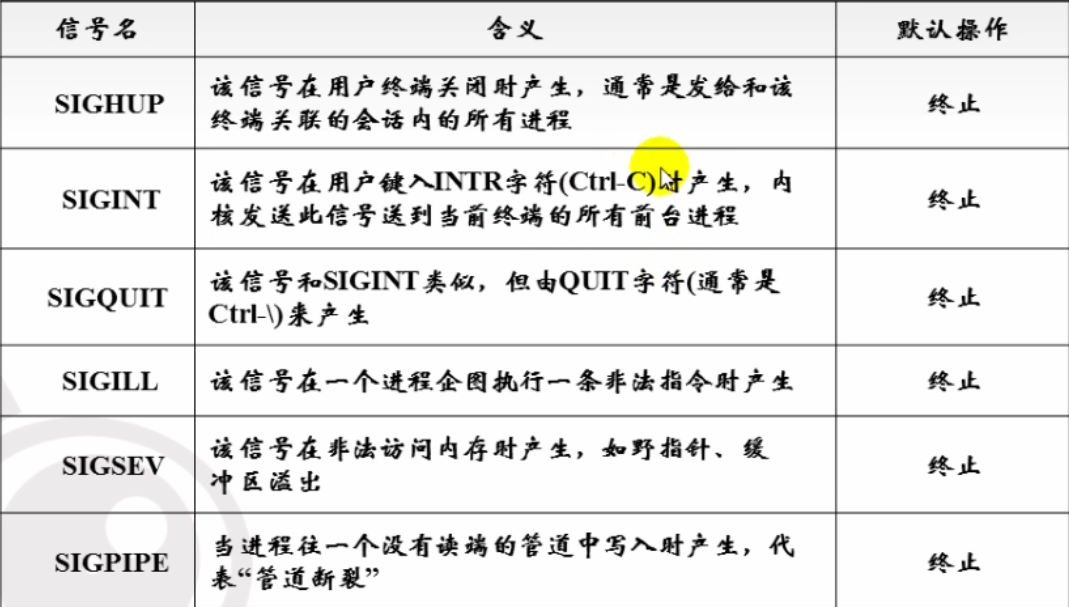 信号名 含义 默认操作
SIGHUP 该信号在用户终端关闭时产生，通常是发给和该 终止
终端关联的会话内的所有进程
SIGINT 该信号在用户键入INTR字符(Ctrl-C)时产生，内 终止
核发送此信号送到当前终端的所有前台进程
SIGQUIT 该信号和SIGINT类似，但由QUIT字符(通常是 终止
Ctrl-\)来产生
SIGILL 该信号在一个进程企图执行一条非法指令时产生 终止
SIGSEV 该信号在非法访问内存时产生，如野指针、缓 终止
冲区溢出
SIGPIPE 当进程往一个没有读端的管道中写入时产生，代 终止
表“管道断裂”